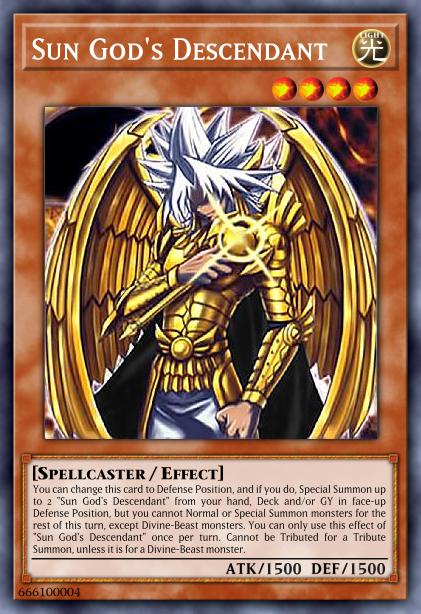 SUN GOD'S DESCENDANT
LIGHT
光
[SPELLCASTER / EFFECT]
You can change this card to Defense Position, and if you do, Special Summon up
to 2 "Sun God's Descendant" from your hand, Deck and/or GY in face-up
Defense Position, but you cannot Normal or Special Summon monsters for the
rest of this turn, except Divine-Beast monsters. You can only use this effect of
"Sun God's Descendant" once per turn. Cannot be Tributed for a Tribute
Summon, unless it is for a Divine-Beast monster.
ATK/1500 DEF/1500
666100004